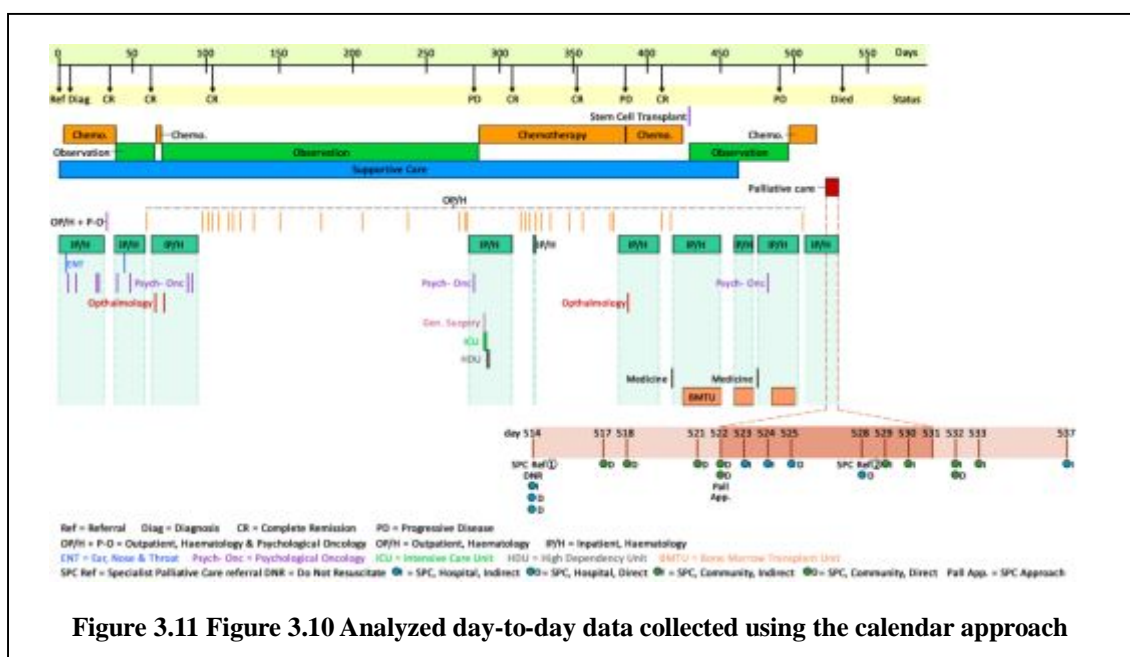 0 50 100 150 200 250 300 350 400 450 500 550 Days
Ref Diag CR CR CR PD CR CR PD CR PD Died Status
Stem Cell Transplant
Chemo. Chemo. Chemotherapy Chemo. Chemo.
Observation Observation Observation
Supportive Care
Palliative care
OP/H
OP/H + P-O
IP/H IP/H IP/H IP/H IP/H IP/H IP/H IP/H IP/H IP/H
ENT
Psych- Onc Psych- Onc Psych- Onc
Opthalmology Opthalmology
Gen. Surgery
ICU
HDU
Medicine Medicine
BMTU
day 514 517 518 521 522 523 524 525 528 529 530 531 532 533 537
SPC Ref① D D D D I I D SPC Ref② I I I I I
DNR D Pall D D
I App.
D
D
Ref = Referral Diag = Diagnosis CR = Complete Remission PD = Progressive Disease
OP/H + P-O = Outpatient, Haematology & Psychological Oncology OP/H = Outpatient, Haematology IP/H = Inpatient, Haematology
ENT = Ear, Nose & Throat Psych- Onc = Psychological Oncology ICU = Intensive Care Unit HDU = High Dependency Unit BMTU = Bone Marrow Transplant Unit
SPC Ref = Specialist Palliative Care referral DNR = Do Not Resuscitate I = SPC, Hospital, Indirect D = SPC, Hospital, Direct I = SPC, Community, Indirect D = SPC, Community, Direct Pall App. = SPC Approach
Figure 3.11 Figure 3.10 Analyzed day-to-day data collected using the calendar approach